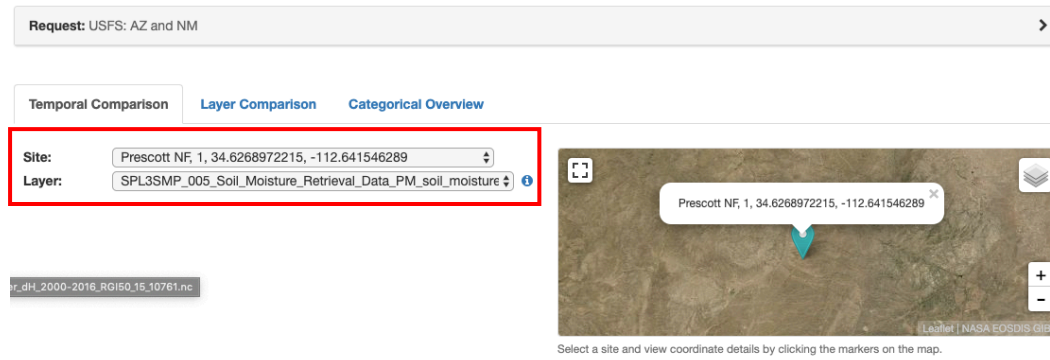 Request: USFS: AZ and NM
Temporal Comparison Layer Comparison Categorical Overview
Site: Prescott NF, 1, 34.6268972215, -112.641546289
Layer: SPL3SMP_005_Soil_Moisture_Retrieval_Data_PM_soil_moisture
Prescott NF, 1, 34.6268972215, -112.641546289
×
er_dH_2000-2016_RGI50_15_10761.nc
+
-
Leaflet | NASA EOSDIS GIB
Select a site and view coordinate details by clicking the markers on the map.